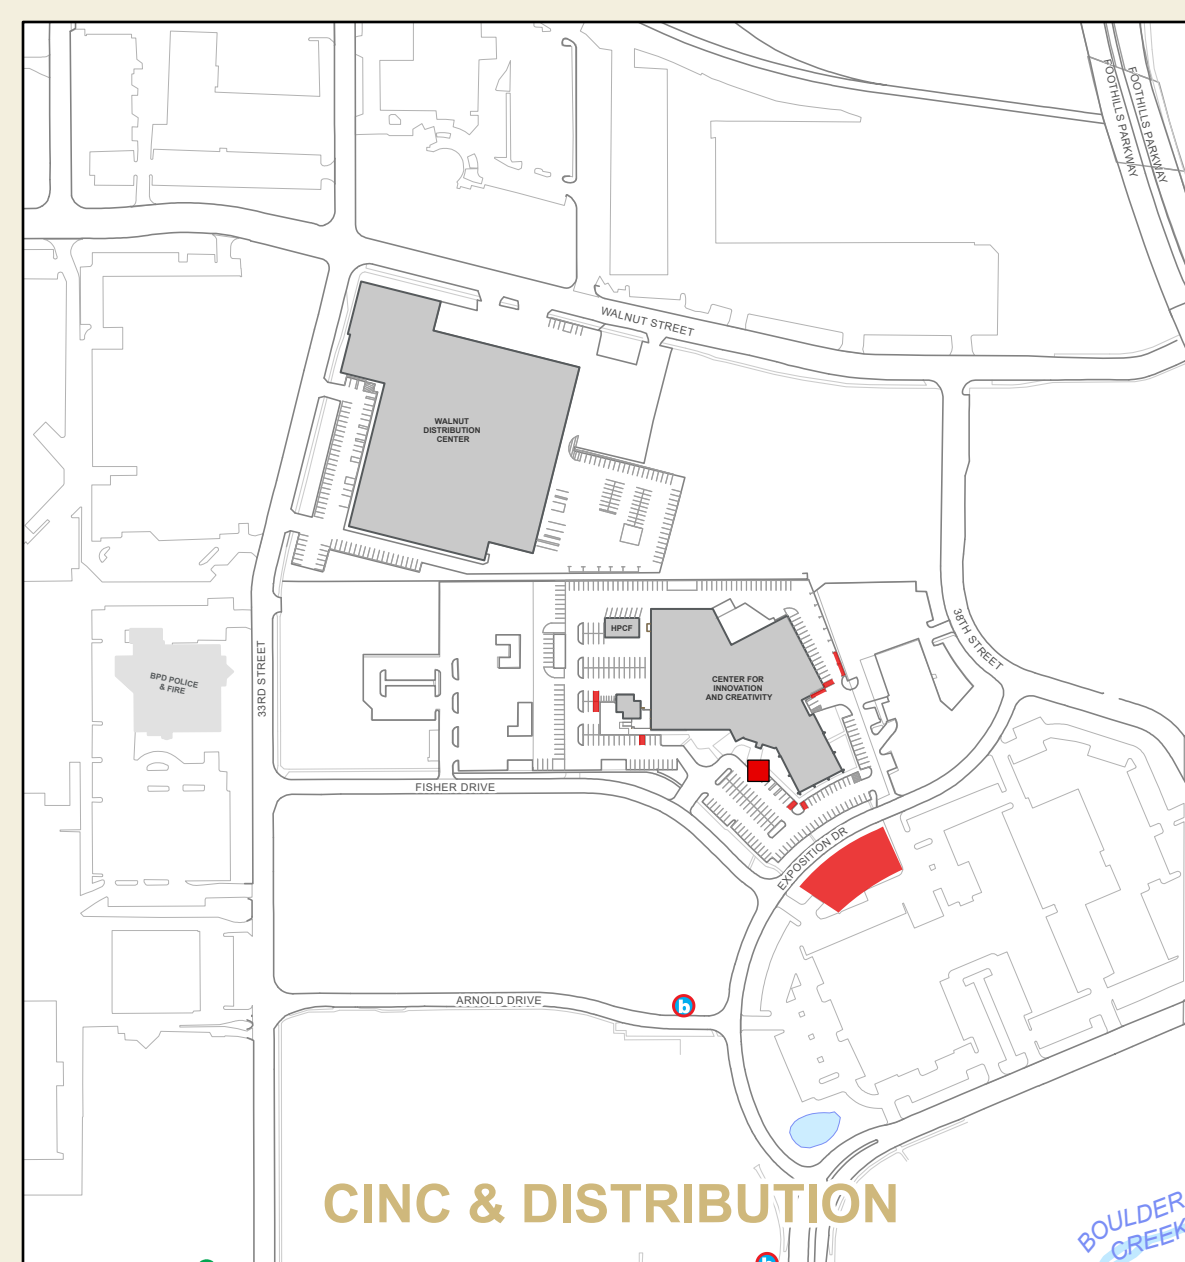 FOOTHILLS PARKWAY
FOOTHILLS PARKWAY
WALNUT STREET
WALNUT
DISTRIBUTION
CENTER
38TH STREET
HPCF
33RD STREET
BPD POLICE
& FIRE
CENTER FOR
INNOVATION
AND CREATIVITY
FISHER DRIVE
EXPOSITION DR
ARNOLD DRIVE
b
CINC & DISTRIBUTION
BOULDER
CREEK
b